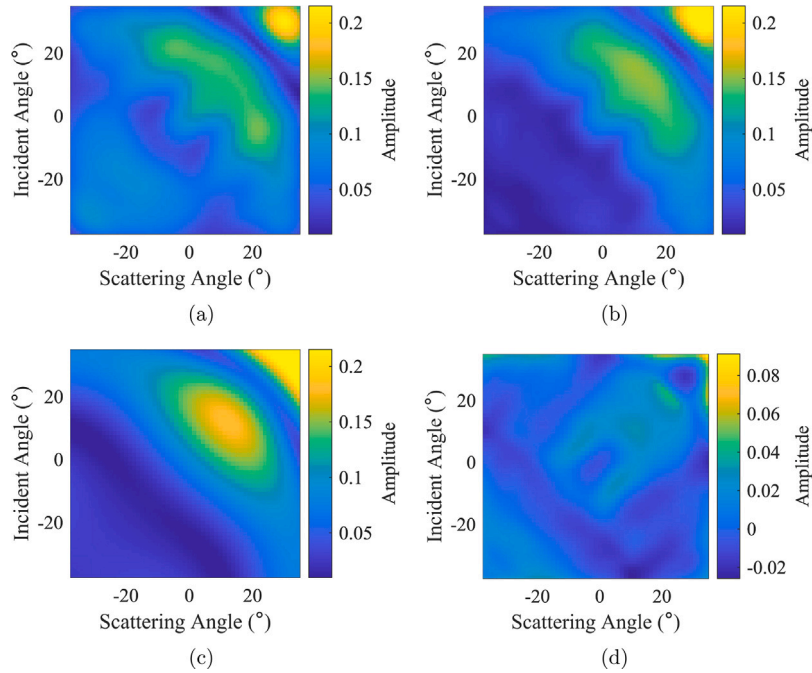 20
0
-20
Incident Angle (°)
-20
0
20
Scattering Angle (°)
0.2
0.15
0.1
0.05
Amplitude
(a)
20
0
-20
Incident Angle (°)
-20
0
20
Scattering Angle (°)
0.2
0.15
0.1
0.05
Amplitude
(b)
20
0
-20
Incident Angle (°)
-20
0
20
Scattering Angle (°)
0.2
0.15
0.1
0.05
Amplitude
(c)
20
0
-20
Incident Angle (°)
-20
0
20
Scattering Angle (°)
0.08
0.06
0.04
0.02
0
-0.02
Amplitude
(d)